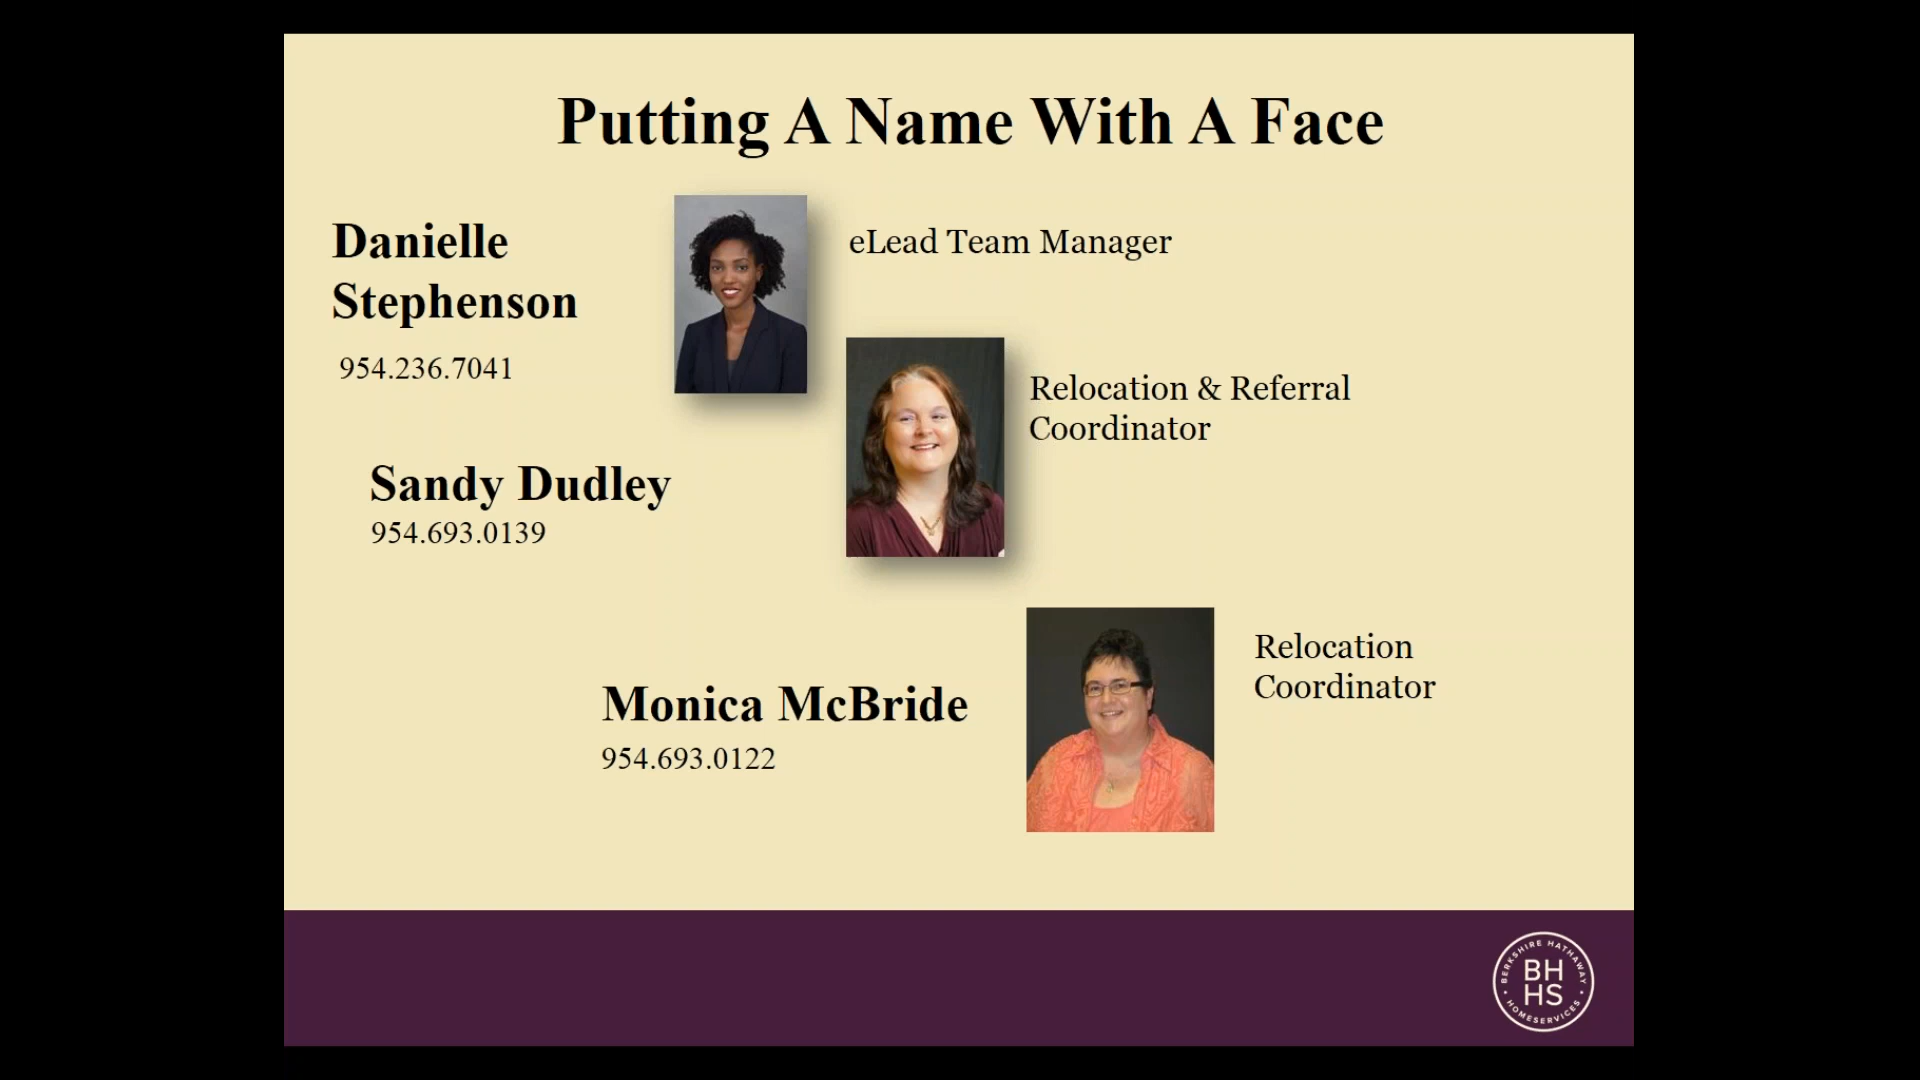 Putting A Name With A Face
Danielle
Stephenson
954.236.7041
eLead Team Manager
Sandy Dudley
954.693.0139
Relocation & Referral
Coordinator
Monica McBride
954.693.0122
Relocation
Coordinator
BERKSHIRE HATHAWAY
BH
HS
HOMESERVICES